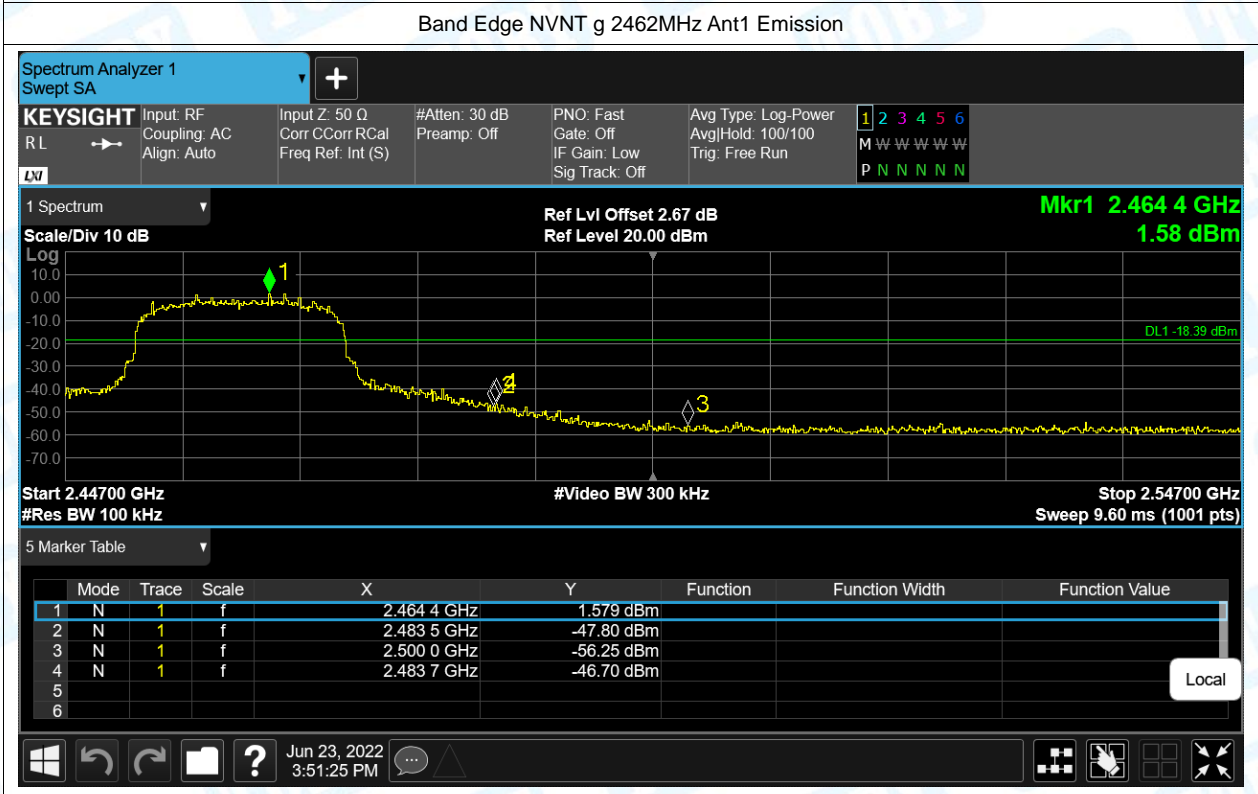 Band Edge NVNT g 2462MHz Ant1 Emission
Spectrum Analyzer 1
Swept SA
KEYSIGHT Input: RF Input Z: 50 Ω #Atten: 30 dB PNO: Fast Avg Type: Log-Power 1 2 3 4 5 6
R L Coupling: AC Corr CCorr RCal Preamp: Off Gate: Off Avg|Hold: 100/100 M W W W W W
Align: Auto Freq Ref: Int (S) IF Gain: Low Trig: Free Run
LXI Sig Track: Off P N N N N N
1 Spectrum Ref Lvl Offset 2.67 dB Mkr1 2.464 4 GHz
Scale/Div 10 dB Ref Level 20.00 dBm 1.58 dBm
Log
10.0 1
0.00
-10.0
DL1 -18.39 dBm
-20.0
-30.0
-40.0 2 4
-50.0 3
-60.0
-70.0
Start 2.44700 GHz #Video BW 300 kHz Stop 2.54700 GHz
#Res BW 100 kHz Sweep 9.60 ms (1001 pts)
5 Marker Table
Mode Trace Scale X Y Function Function Width Function Value
1 N 1 f 2.464 4 GHz 1.579 dBm
2 N 1 f 2.483 5 GHz -47.80 dBm
3 N 1 f 2.500 0 GHz -56.25 dBm
4 N 1 f 2.483 7 GHz -46.70 dBm
5
6
Local
? Jun 23, 2022
3:51:25 PM